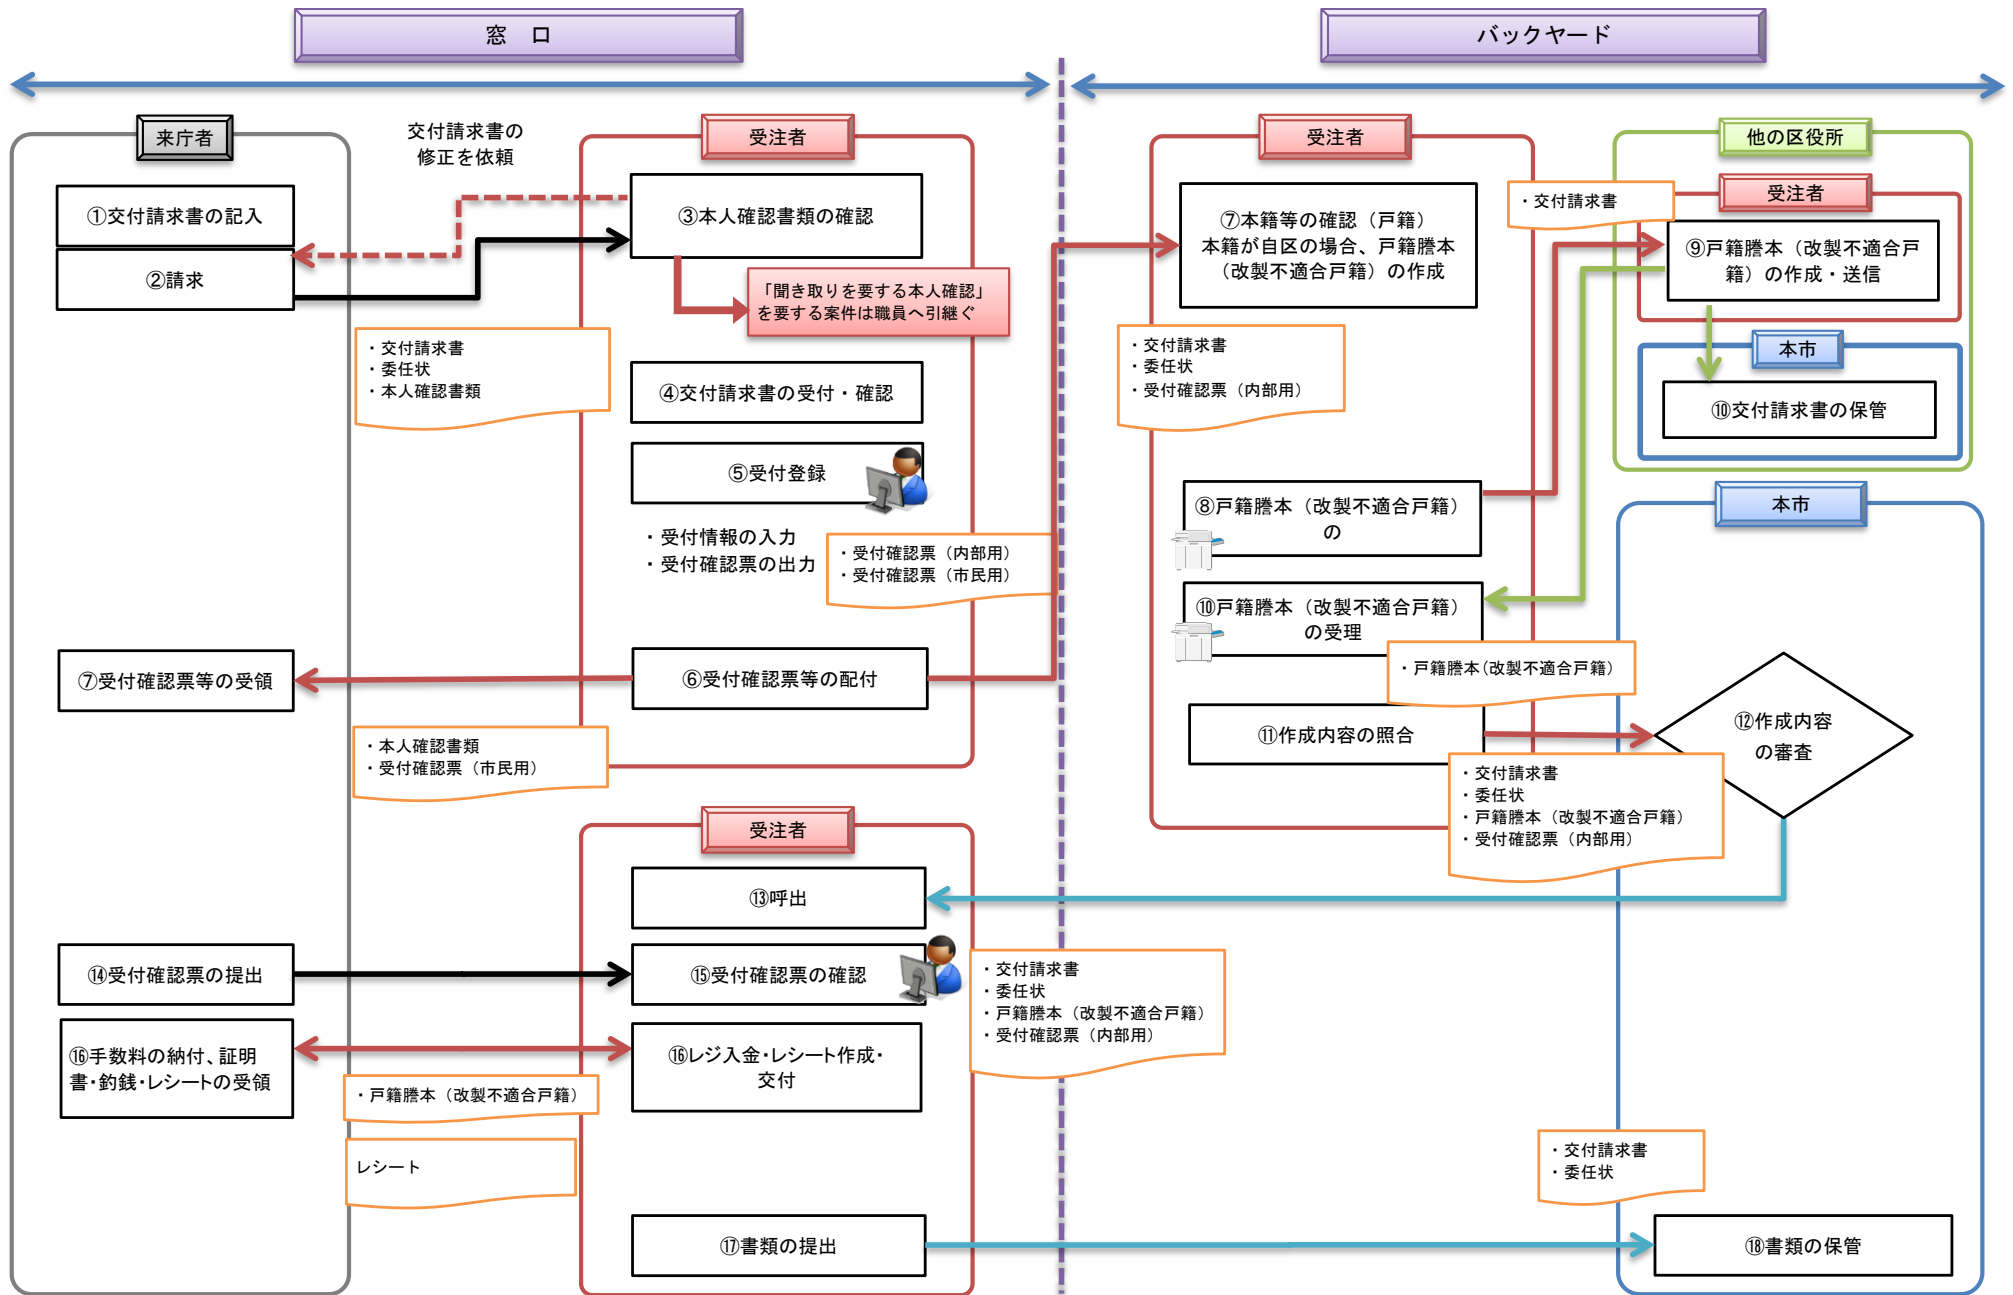 窓　口
バックヤード
来庁者
交付請求書の
修正を依頼
受注者
①交付請求書の記入
②請求
③本人確認書類の確認
「聞き取りを要する本人確認」
を要する案件は職員へ引継ぐ
・交付請求書
・委任状
・本人確認書類
④交付請求書の受付・確認
⑤受付登録
・受付情報の入力
・受付確認票の出力
・受付確認票（内部用）
・受付確認票（市民用）
⑥受付確認票等の配付
⑦受付確認票等の受領
・本人確認書類
・受付確認票（市民用）
受注者
⑦本籍等の確認（戸籍）
本籍が自区の場合、戸籍謄本
（改製不適合戸籍）の作成
・交付請求書
・委任状
・受付確認票（内部用）
⑧戸籍謄本（改製不適合戸籍）
の
他の区役所
受注者
・交付請求書
⑨戸籍謄本（改製不適合戸
籍）の作成・送信
本市
⑩交付請求書の保管
⑩戸籍謄本（改製不適合戸籍）
の受理
・戸籍謄本（改製不適合戸籍）
⑪作成内容の照合
本市
⑫作成内容
の審査
・交付請求書
・委任状
・戸籍謄本（改製不適合戸籍）
・受付確認票（内部用）
受注者
⑬呼出
⑭受付確認票の提出
⑮受付確認票の確認
・交付請求書
・委任状
・戸籍謄本（改製不適合戸籍）
・受付確認票（内部用）
⑯手数料の納付、証明
書・釣銭・レシートの受領
⑯レジ入金・レシート作成・
交付
・戸籍謄本（改製不適合戸籍）
レシート
⑰書類の提出
・交付請求書
・委任状
⑱書類の保管